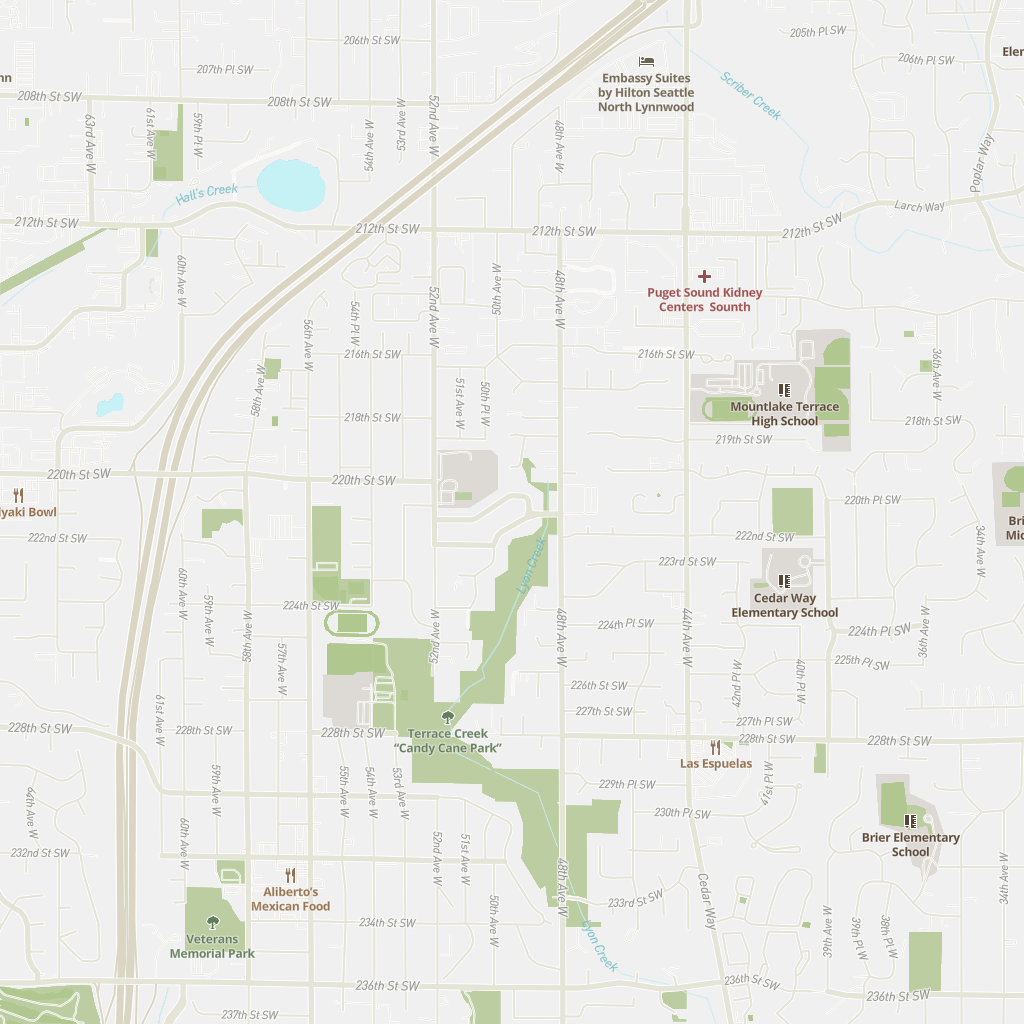 206th St SW
205th Pl SW
206th Pl SW
Elem
207th Pl SW
nn
Embassy Suites
by Hilton Seattle
North Lynnwood
Scriber Creek
208th St SW
208th St SW
63rd Ave W
61st Ave W
59th Pl W
54th Ave W
53rd Ave W
52nd Ave W
48th Ave W
Poplar Way
Hall's Creek
Larch Way
212th St SW
212th St SW
212th St SW
212th St SW
60th Ave W
50th Ave W
48th Ave W
Puget Sound Kidney
Centers Sounth
56th Ave W
54th Pl W
52nd Ave W
216th St SW
216th St SW
36th Ave W
58th Ave W
51st Ave W
50th Pl W
Mountlake Terrace
High School
218th St SW
218th St SW
219th St SW
220th St SW
220th St SW
220th Pl SW
iyaki Bowl
Bri
Mid
222nd St SW
222nd St SW
34th Ave W
Lyon Creek
223rd St SW
60th Ave W
59th Ave W
58th Ave W
57th Ave W
224th St SW
52nd Ave W
48th Ave W
44th Ave W
Cedar Way
Elementary School
224th Pl SW
224th Pl SW
36th Ave W
225th Pl SW
42nd Pl W
40th Pl W
226th St SW
61st Ave W
227th St SW
227th Pl SW
228th St SW
228th St SW
Terrace Creek
“Candy Cane Park”
228th St SW
228th St SW
Las Espuelas
64th Ave W
59th Ave W
55th Ave W
54th Ave W
53rd Ave W
229th Pl SW
41st Pl W
230th Pl SW
60th Ave W
52nd Ave W
51st Ave W
Brier Elementary
School
232nd St SW
34th Ave W
Aliberto’s
Mexican Food
48th Ave W
Cedar Way
233rd St SW
234th St SW
50th Ave W
39th Ave W
36th Pl W
38th Pl W
Veterans
Memorial Park
Lyon Creek
236th St SW
236th St SW
236th St SW
237th St SW